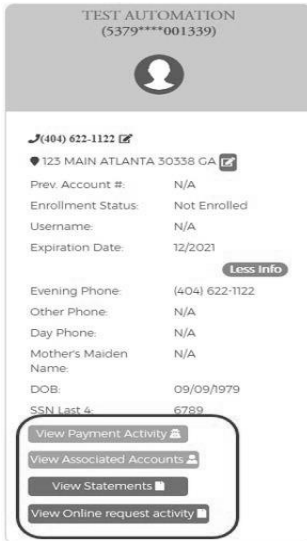 TEST AUTOMATION
(5379****001339)
(404) 622-1122
123 MAIN ATLANTA 30338 GA
Prev. Account #: N/A
Enrollment Status: Not Enrolled
Username: N/A
Expiration Date: 12/2021
Less Info
Evening Phone: (404) 622-1122
Other Phone: N/A
Day Phone: N/A
Mother's Maiden N/A
Name:
DOB: 09/09/1979
SSN Last 4: 6789
View Payment Activity
View Associated Accounts
View Statements
View Online request activity